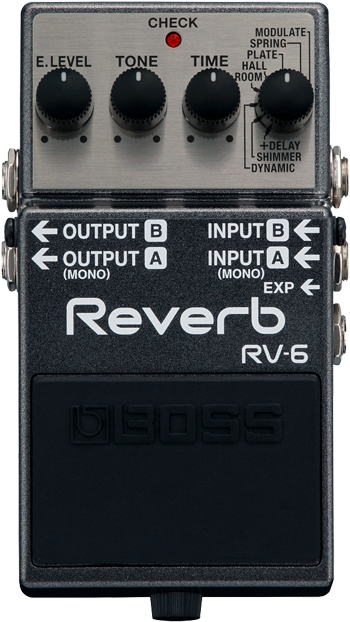 CHECK
E.LEVEL
TONE
TIME
MODULATE
SPRING
PLATE
HALL
ROOM
+DELAY
SHIMMER
DYNAMIC
OUTPUT B
INPUT B
OUTPUT A
(MONO)
INPUT A
(MONO)
EXP
Reverb
RV-6
BOSS